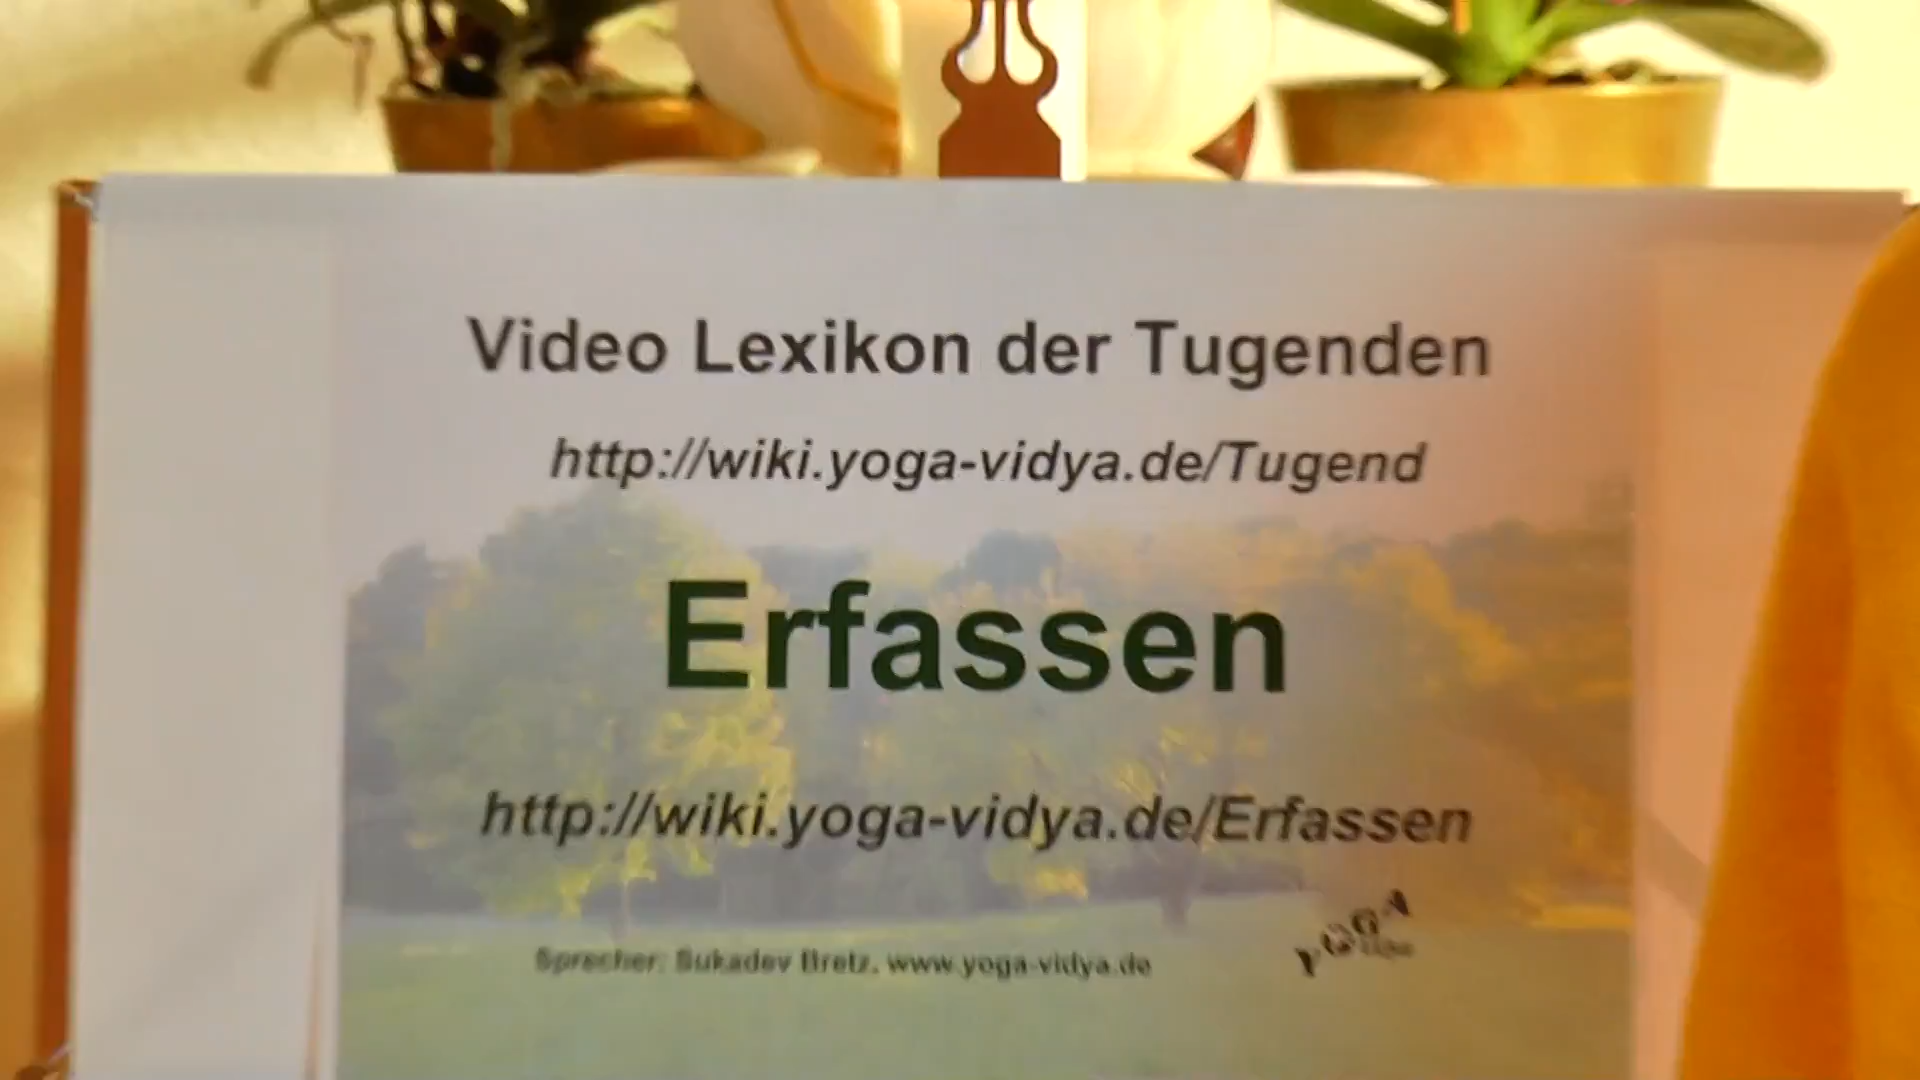 Video Lexikon der Tugenden
http://wiki.yoga-vidya.de/Tugend
Erfassen
http://wiki.yoga-vidya.de/Erfassen
Sprecher: Sukadev Bretz, www.yoga-vidya.de
YOGA